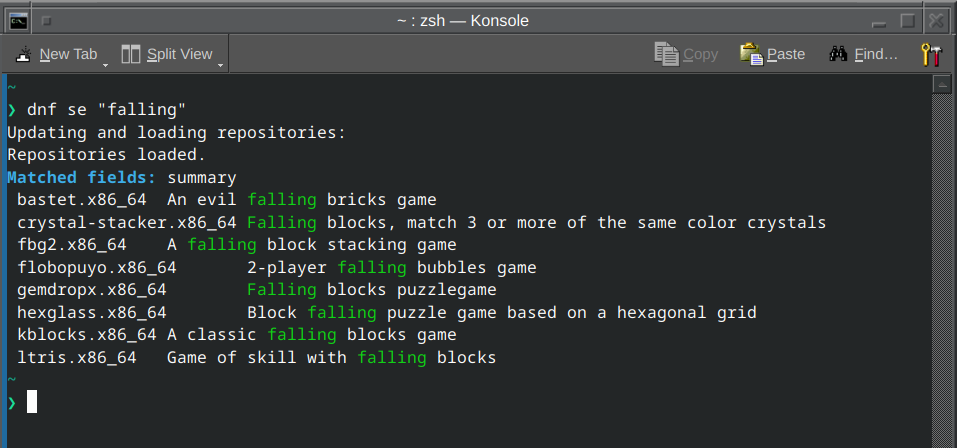 ~ : zsh — Konsole
New Tab Split View Copy Paste Find...
~
❯ dnf se "falling"
Updating and loading repositories:
Repositories loaded.
Matched fields: summary
bastet.x86_64 An evil falling bricks game
crystal-stacker.x86_64 Falling blocks, match 3 or more of the same color crystals
fbg2.x86_64 A falling block stacking game
flobopuyo.x86_64 2-player falling bubbles game
gemdropx.x86_64 Falling blocks puzzlegame
hexglass.x86_64 Block falling puzzle game based on a hexagonal grid
kblocks.x86_64 A classic falling blocks game
ltris.x86_64 Game of skill with falling blocks
~
❯